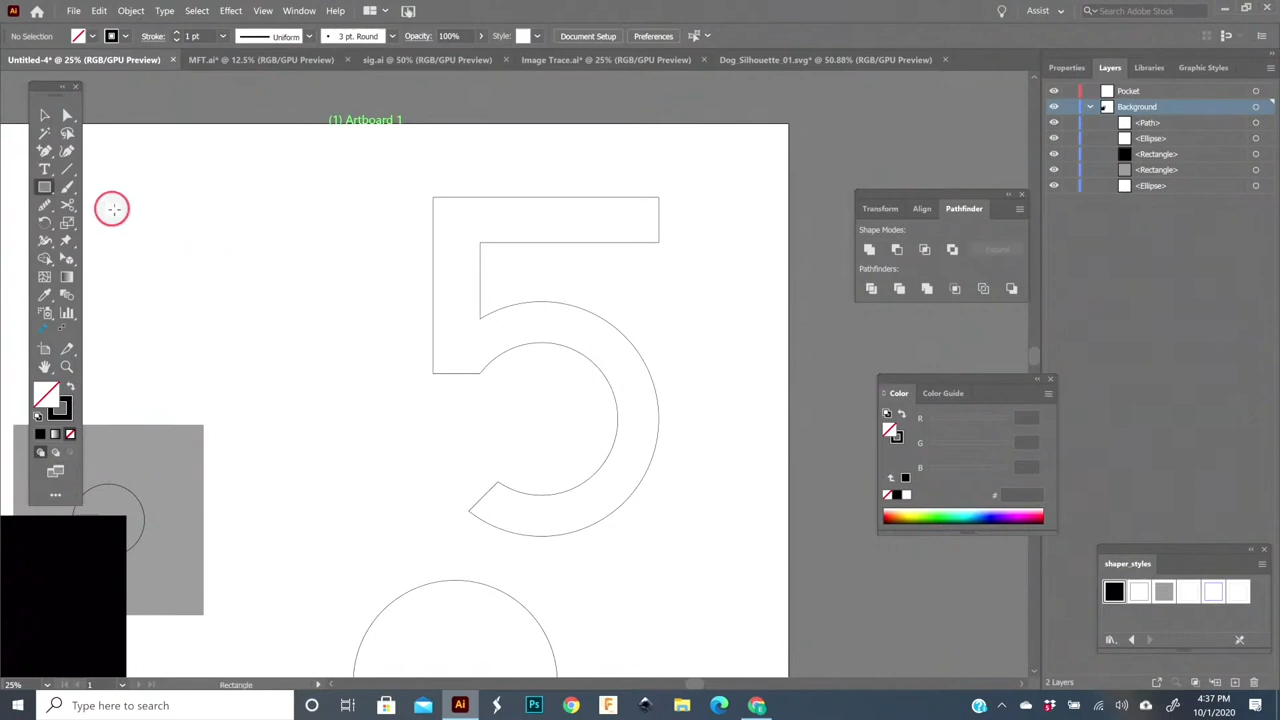 Ai File Edit Object Type Select Effect View Window Help Assist Search Adobe Stock
No Selection Stroke: 1 pt Uniform 3 pt. Round Opacity: 100% Style: Document Setup Preferences
Untitled-4* @ 25% (RGB/GPU Preview) MFT.ai* @ 12.5% (RGB/GPU Preview) sig.ai @ 50% (RGB/GPU Preview) Image Trace.ai* @ 25% (RGB/GPU Preview) Dog_Silhouette_01.svg* @ 50.88% (RGB/GPU Preview)
Properties Layers Libraries Graphic Styles
Pocket
Background
<Path>
<Ellipse>
<Rectangle>
<Rectangle>
<Ellipse>
(1) Artboard 1
5
Transform Align Pathfinder
Shape Modes:
Expand
Pathfinders:
Color Color Guide
R
G
B
#
shaper_styles
25% 1 Rectangle
2 Layers
Type here to search
Ai Ps F
4:37 PM
10/1/2020